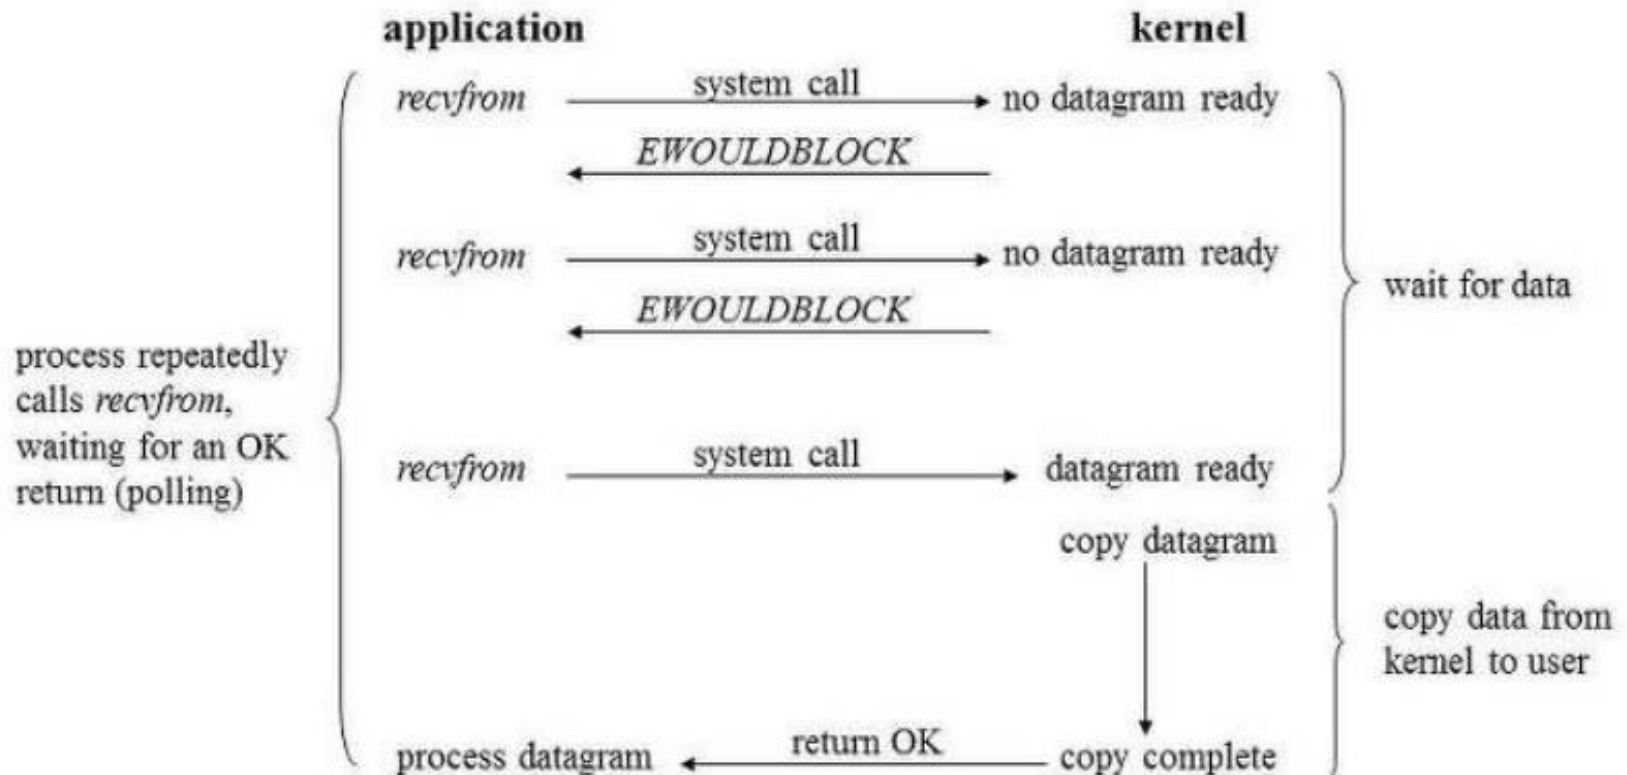 application
kernel
recvfrom
system call
no datagram ready
EWOULDBLOCK
recvfrom
system call
no datagram ready
EWOULDBLOCK
wait for data
process repeatedly
calls recvfrom,
waiting for an OK
return (polling)
recvfrom
system call
datagram ready
copy datagram
copy data from
kernel to user
process datagram
return OK
copy complete